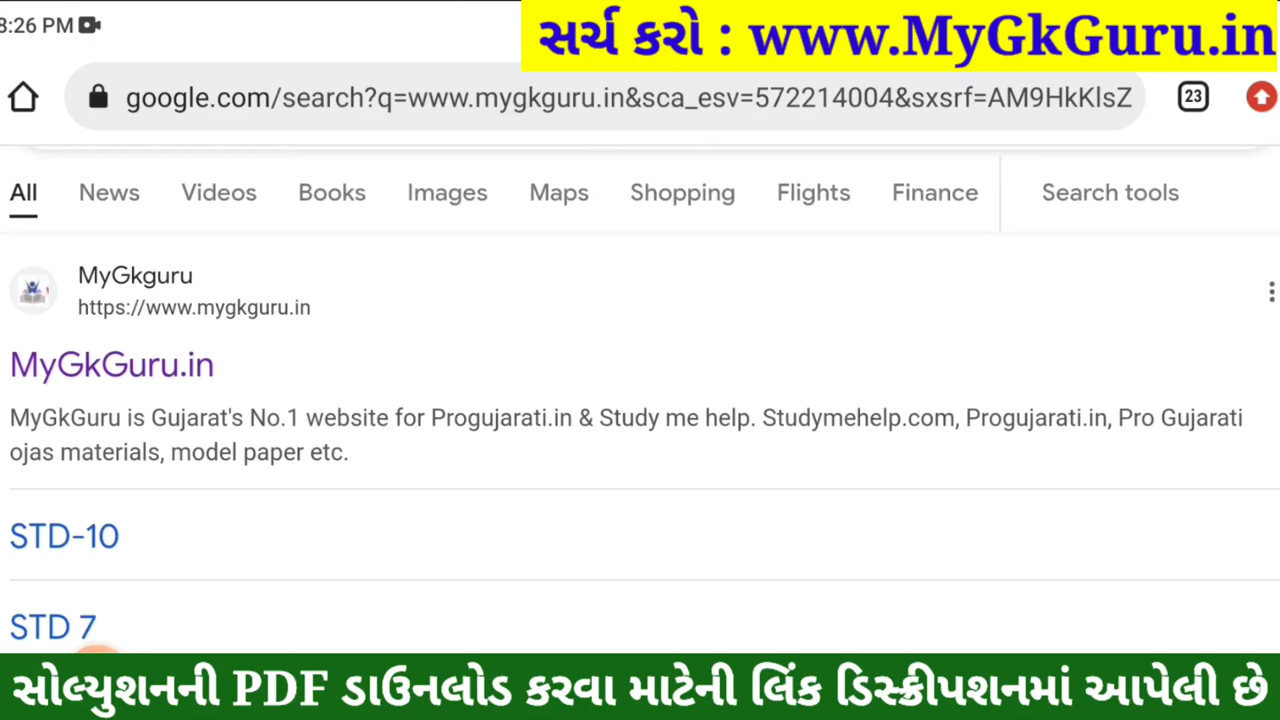 8:26 PM
સર્ચ કરો : www.MyGkGuru.in
google.com/search?q=www.mygkguru.in&sca_esv=572214004&sxsrf=AM9HkKlsZ
23
All News Videos Books Images Maps Shopping Flights Finance Search tools
MyGkguru
https://www.mygkguru.in
MyGkGuru.in
MyGkGuru is Gujarat's No.1 website for Progujarati.in & Study me help. Studymehelp.com, Progujarati.in, Pro Gujarati
ojas materials, model paper etc.
STD-10
STD 7
સોલ્યુશનની PDF ડાઉનલોડ કરવા માટેની લિંક ડિસ્ક્રીપશનમાં આપેલી છે